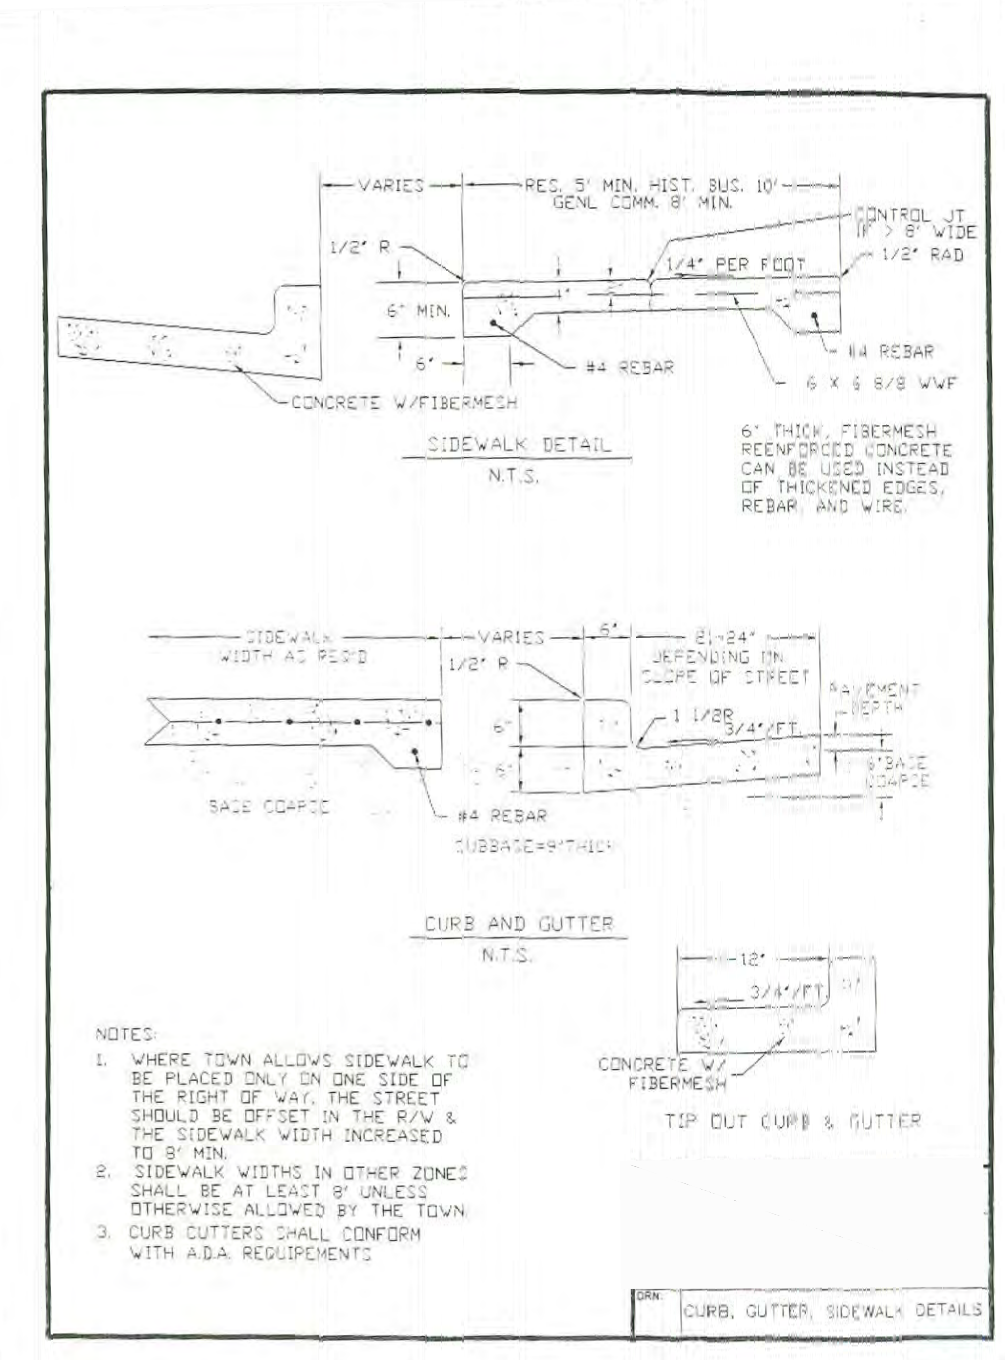 VARIES
RES. 5' MIN. HIST. BUS. 10'
GENL COMM. 8' MIN.
CONTROL JT
IF > 8' WIDE
1/2" R
1/4" PER FOOT
1/2" RAD
6" MIN.
4"
6"
#4 REBAR
#4 REBAR
6 X 6 8/8 WWF
CONCRETE W/FIBERMESH
SIDEWALK DETAIL
N.T.S.
6" THICK, FIBERMESH
REENFORCED CONCRETE
CAN BE USED INSTEAD
OF THICKENED EDGES,
REBAR, AND WIRE.
SIDEWALK
WIDTH AS REQ'D
VARIES
6"
24"
DEPENDING ON
SLOPE OF STREET
1/2" R
PAVEMENT
DEPTH
1 1/2R
3/4"/FT.
6"
6"
6"BASE
COARSE
BASE COARSE
#4 REBAR
SUBBASE=9"THICK
CURB AND GUTTER
N.T.S.
12"
3/4"/FT.
CONCRETE W/
FIBERMESH
TIP OUT CURB & GUTTER
NOTES:
1. WHERE TOWN ALLOWS SIDEWALK TO
BE PLACED ONLY ON ONE SIDE OF
THE RIGHT OF WAY, THE STREET
SHOULD BE OFFSET IN THE R/W &
THE SIDEWALK WIDTH INCREASED
TO 8' MIN.
2. SIDEWALK WIDTHS IN OTHER ZONES
SHALL BE AT LEAST 8' UNLESS
OTHERWISE ALLOWED BY THE TOWN.
3. CURB CUTTERS SHALL CONFORM
WITH A.D.A. REQUIREMENTS
DRN.
CURB, GUTTER, SIDEWALK DETAILS